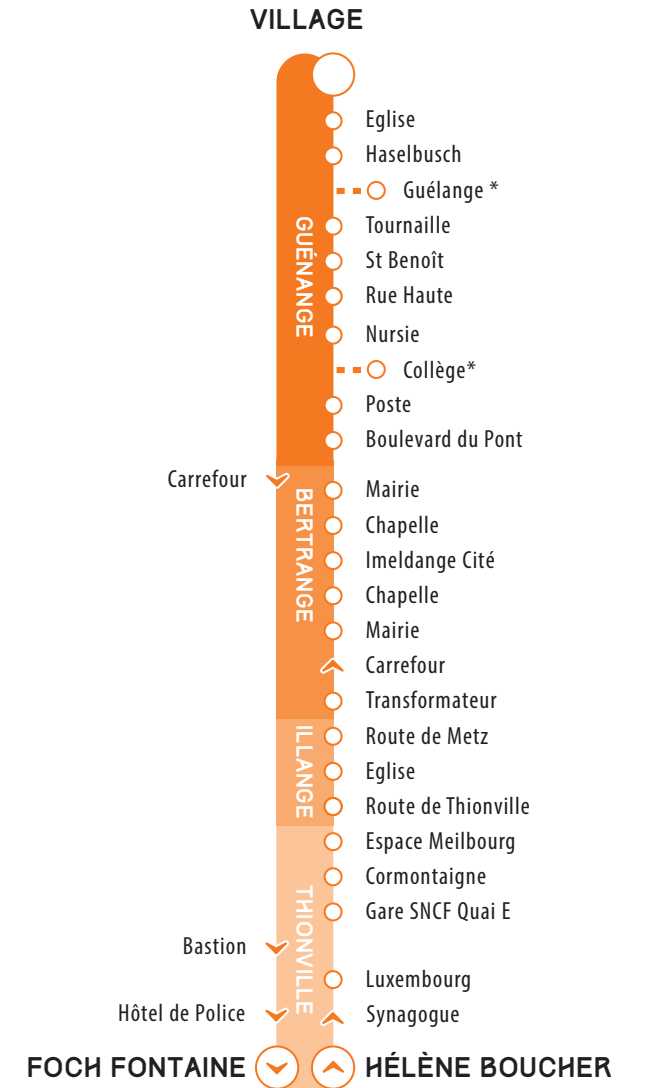 VILLAGE
Eglise
Haselbusch
Guélange *
Tournaille
GUÉNANGE
St Benoît
Rue Haute
Nursie
Collège*
Poste
Boulevard du Pont
Carrefour
Mairie
BERTRANGE
Chapelle
Imeldange Cité
Chapelle
Mairie
Carrefour
Transformateur
ILLANGE
Route de Metz
Eglise
Route de Thionville
Espace Meilbourg
Cormontaigne
THIONVILLE
Gare SNCF Quai E
Bastion
Luxembourg
Hôtel de Police
Synagogue
FOCH FONTAINE
HÉLÈNE BOUCHER